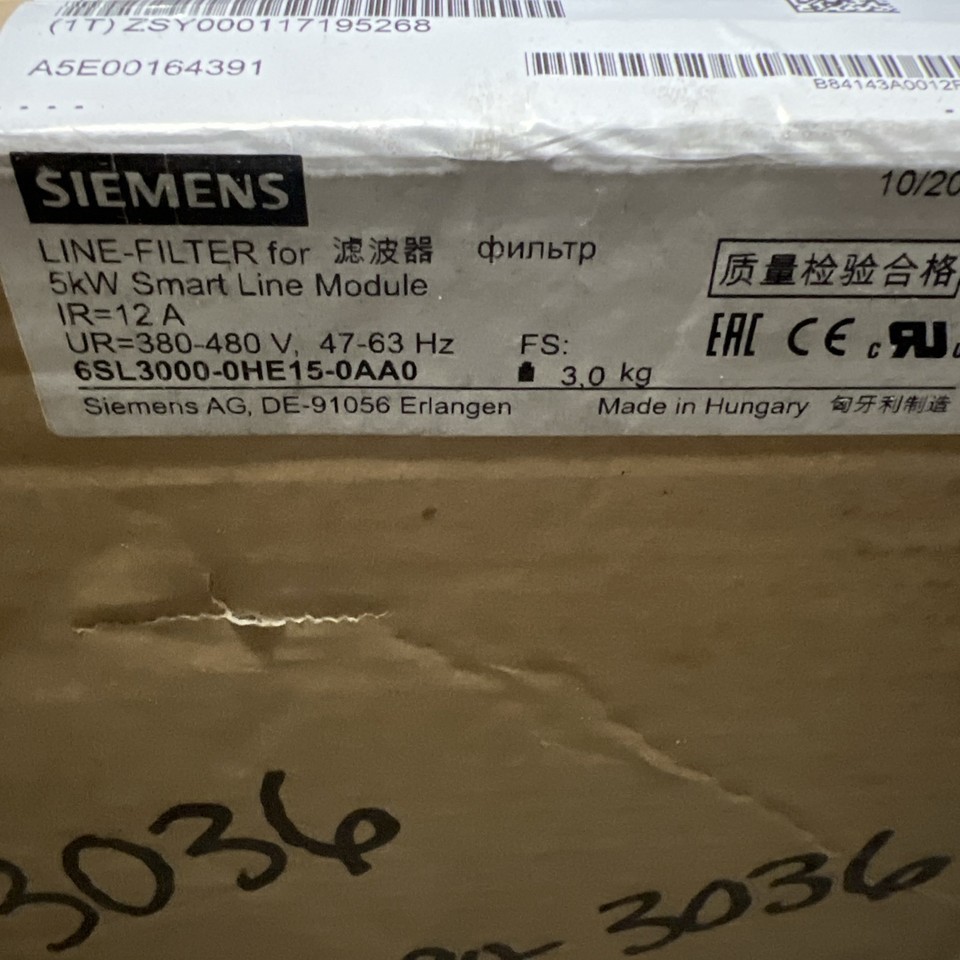 (1T) ZSY000117195268
A5E00164391
B84143A0012R
SIEMENS
10/20
LINE-FILTER for 滤波器 фильтр
5kW Smart Line Module
质量检验合格
IR=12 A
UR=380-480 V, 47-63 Hz FS:
EAC CE c RU
6SL3000-0HE15-0AA0 3,0 kg
Siemens AG, DE-91056 Erlangen Made in Hungary 匈牙利制造
3036
3036